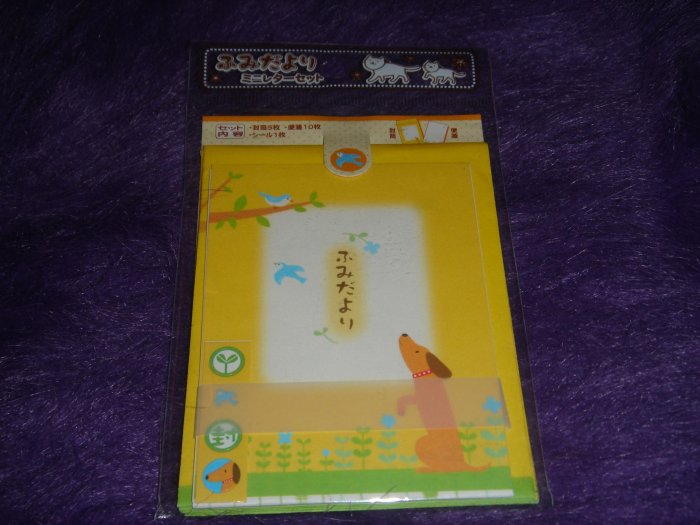 ふみだより
ミニレターセット
セット内容
・封筒5枚 ・便箋10枚
・シール1枚
封筒
便箋
ふみだより